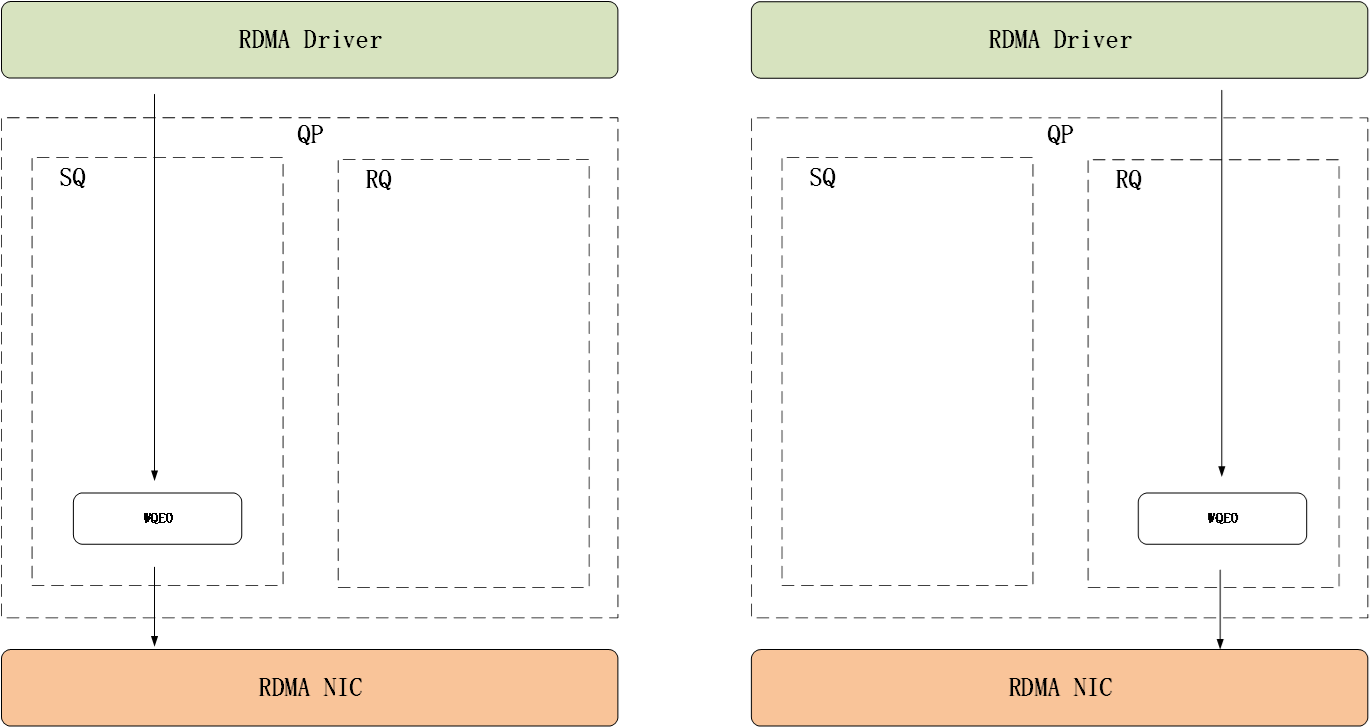 RDMA Driver
QP
SQ
RQ
WQE0
RDMA NIC
RDMA Driver
QP
SQ
RQ
WQE0
RDMA NIC